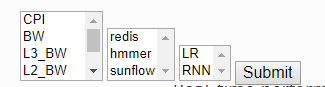 CPI
BW
L3_BW
L2_BW
redis
hmmer
sunflow
LR
RNN
Submit